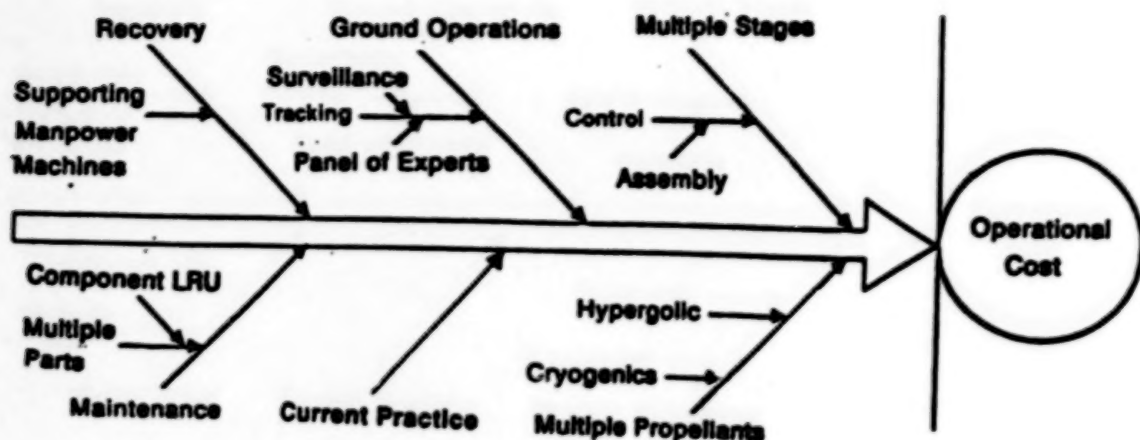 Recovery
Ground Operations
Multiple Stages
Supporting
Manpower
Machines
Surveillance
Tracking
Panel of Experts
Control
Assembly
Operational
Cost
Component LRU
Multiple
Parts
Maintenance
Current Practice
Hypergolic
Cryogenics
Multiple Propellants